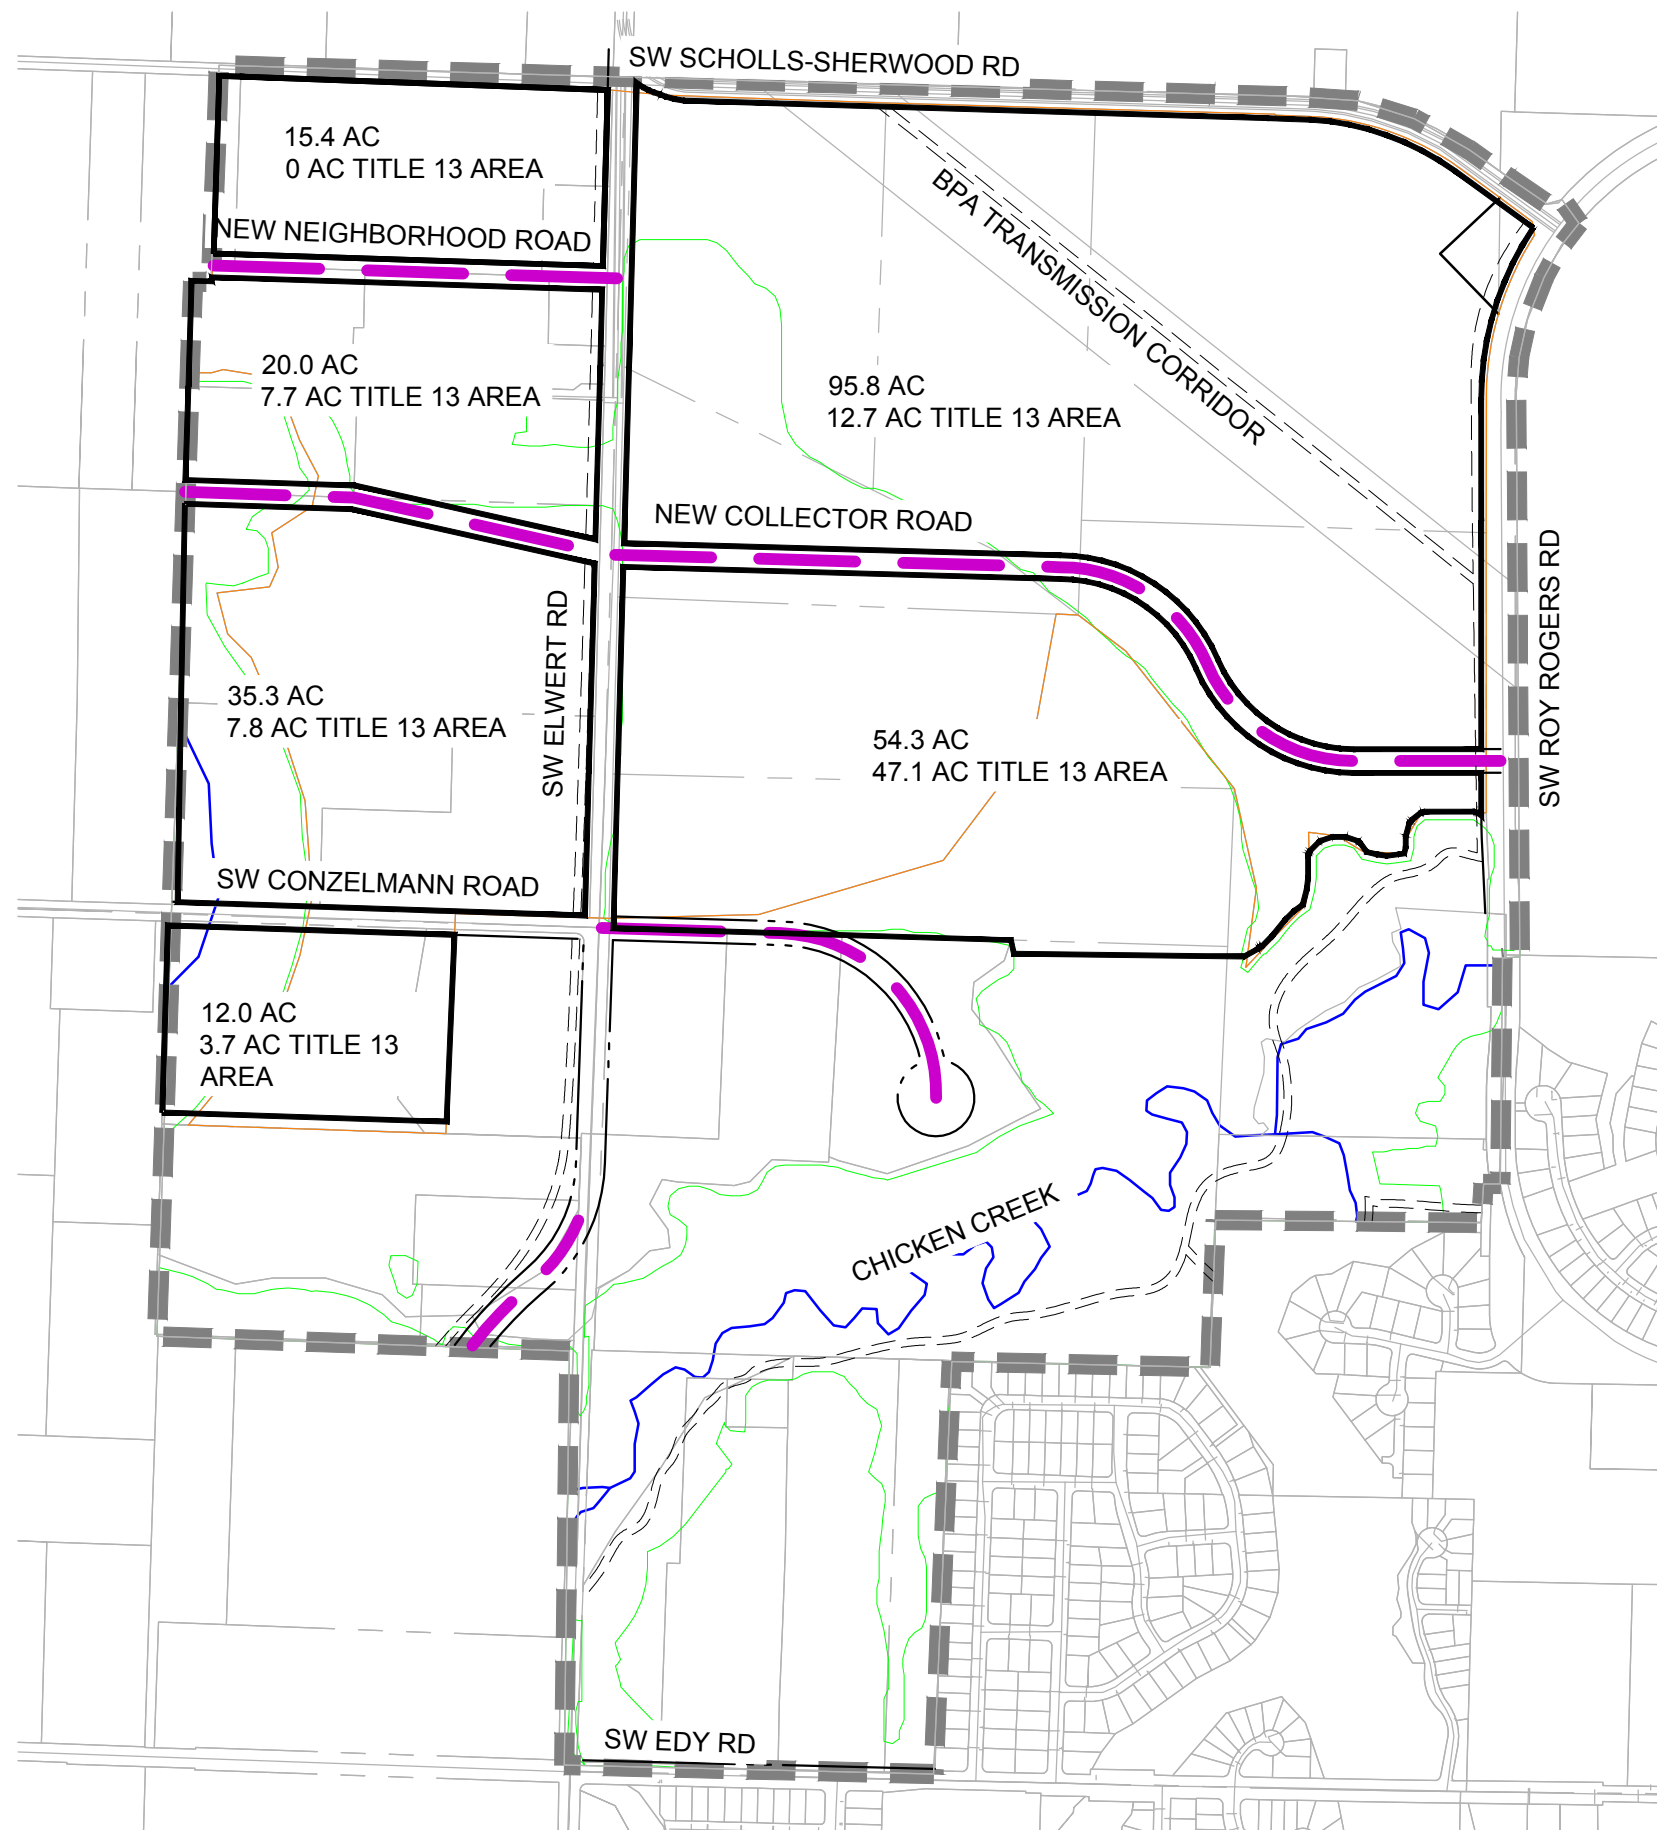 SW SCHOLLS-SHERWOOD RD
15.4 AC
0 AC TITLE 13 AREA
BPA TRANSMISSION CORRIDOR
NEW NEIGHBORHOOD ROAD
20.0 AC
7.7 AC TITLE 13 AREA
95.8 AC
12.7 AC TITLE 13 AREA
NEW COLLECTOR ROAD
SW ROY ROGERS RD
SW ELWERT RD
35.3 AC
7.8 AC TITLE 13 AREA
54.3 AC
47.1 AC TITLE 13 AREA
SW CONZELMANN ROAD
12.0 AC
3.7 AC TITLE 13
AREA
CHICKEN CREEK
SW EDY RD